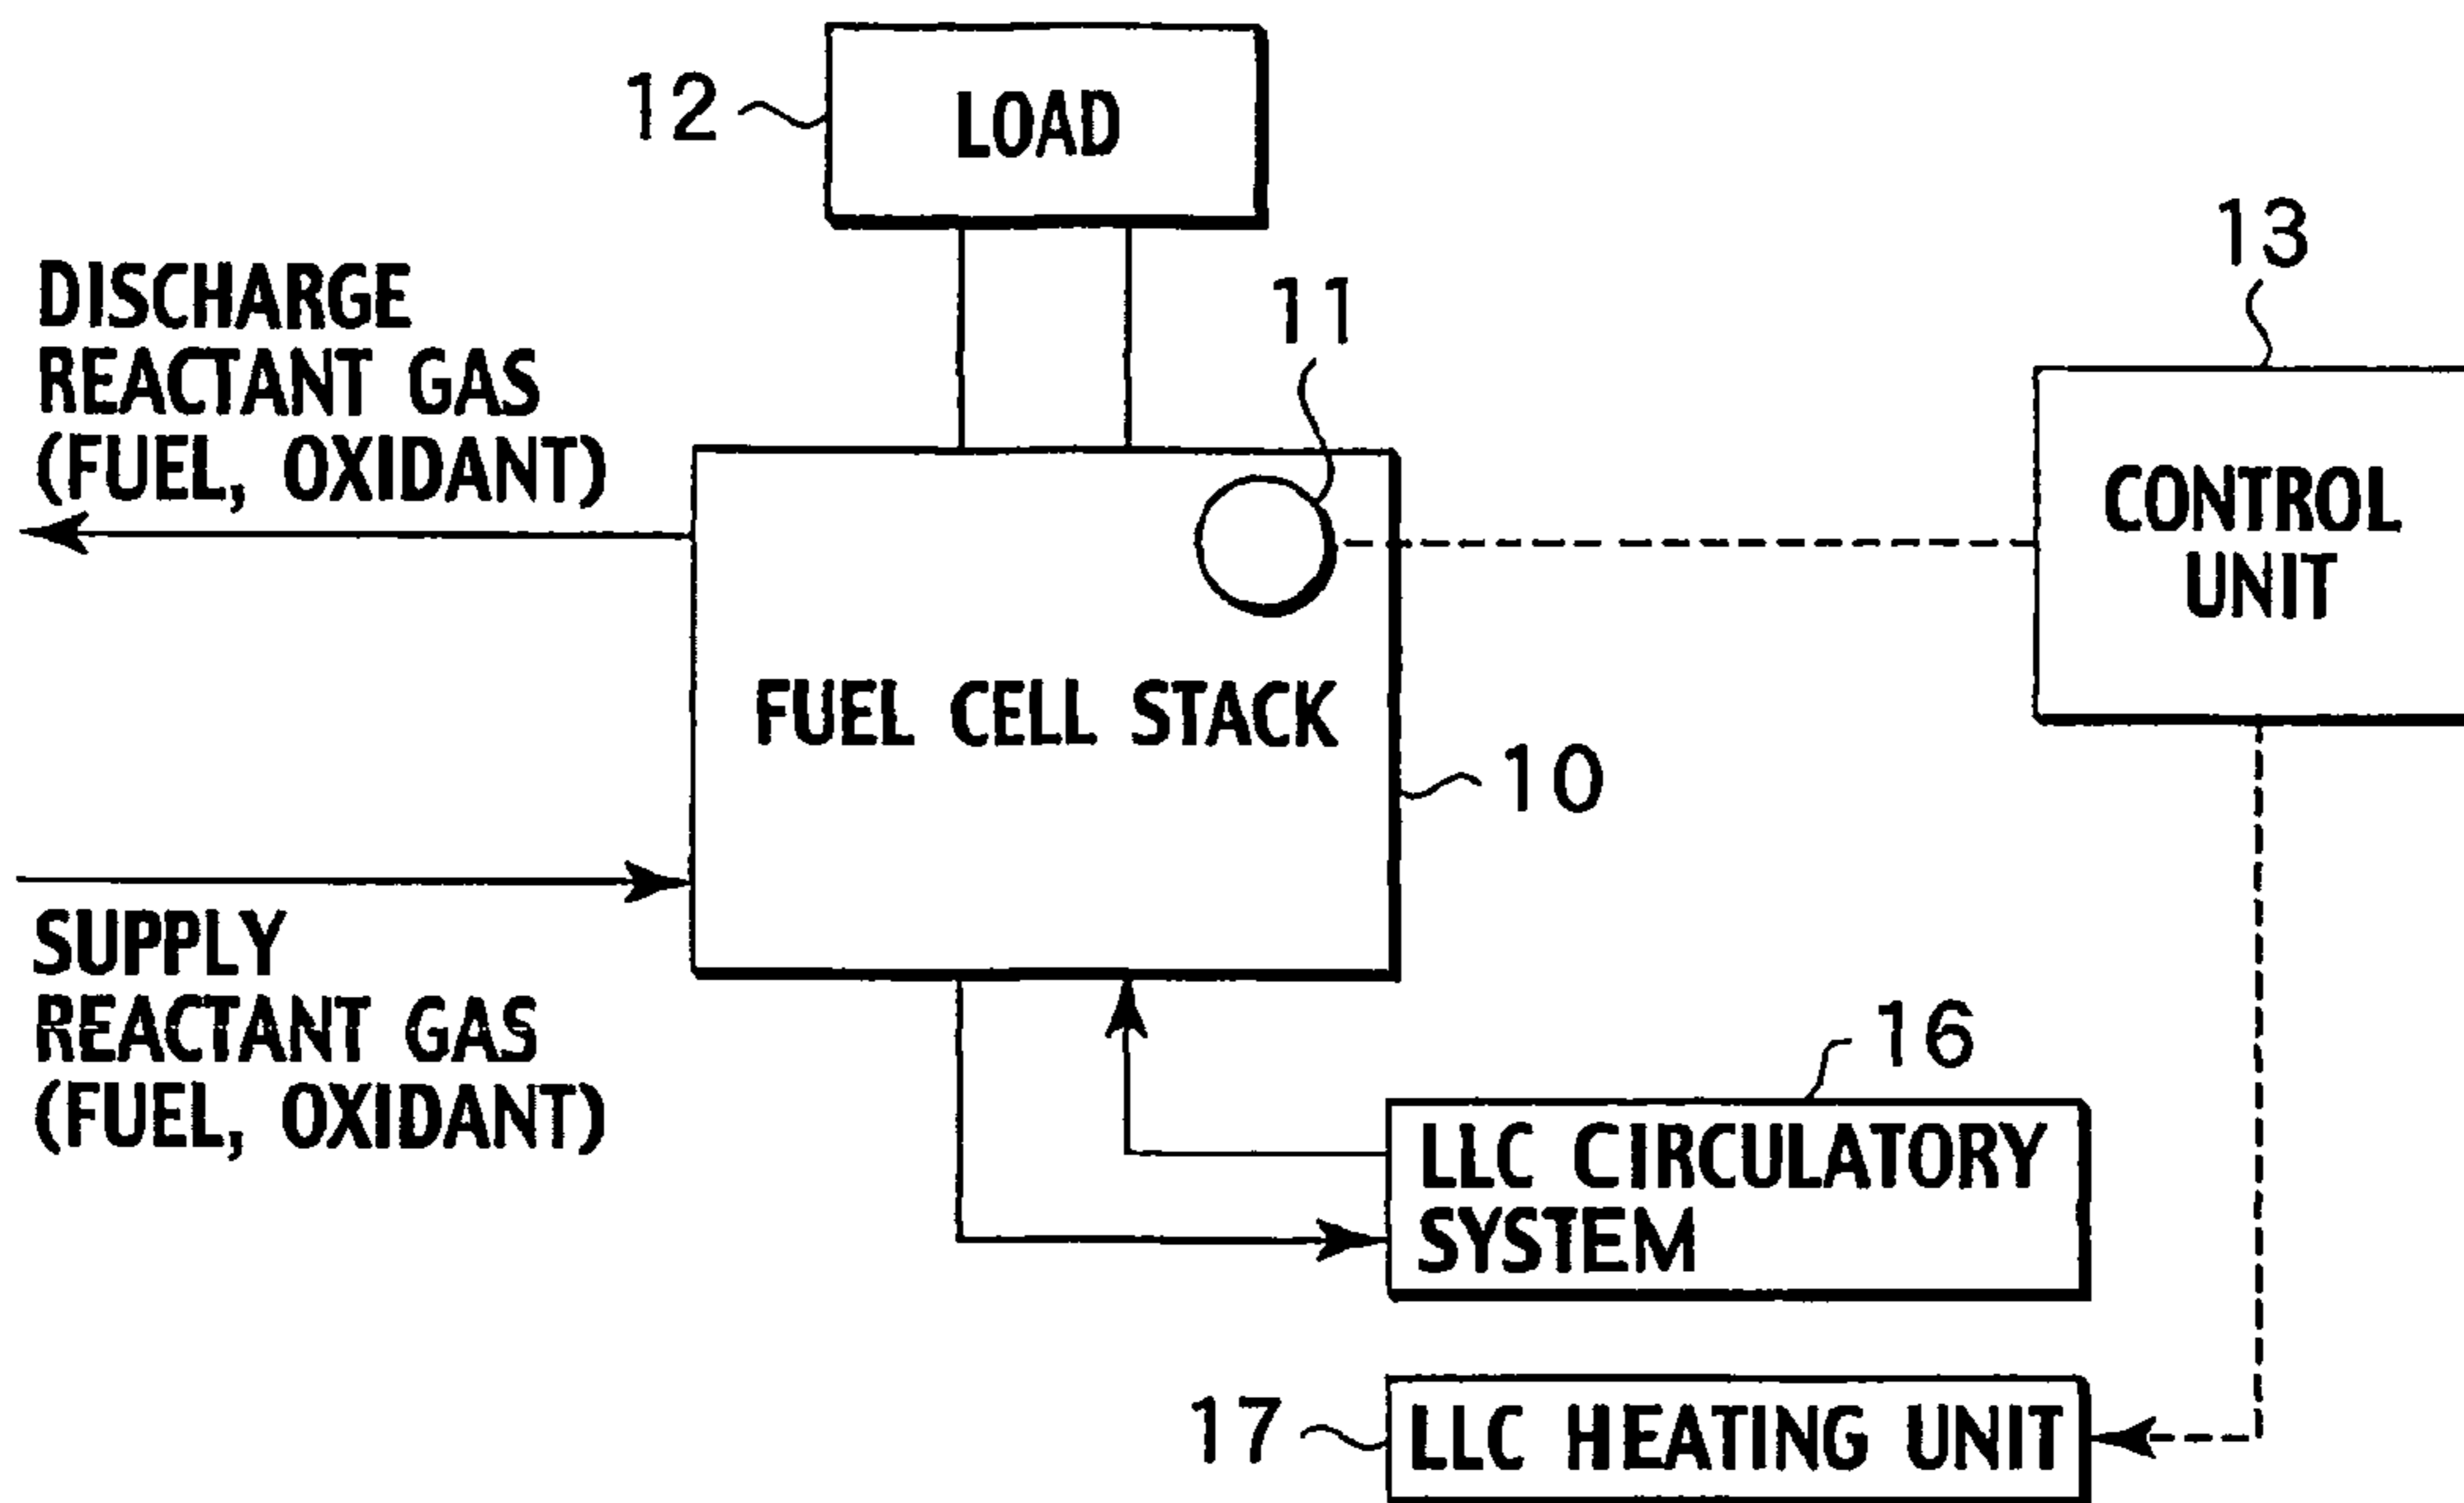 12
LOAD
13
DISCHARGE
REACTANT GAS
(FUEL, OXIDANT)
11
CONTROL
UNIT
FUEL CELL STACK
10
SUPPLY
REACTANT GAS
(FUEL, OXIDANT)
16
LLC CIRCULATORY
SYSTEM
17
LLC HEATING UNIT